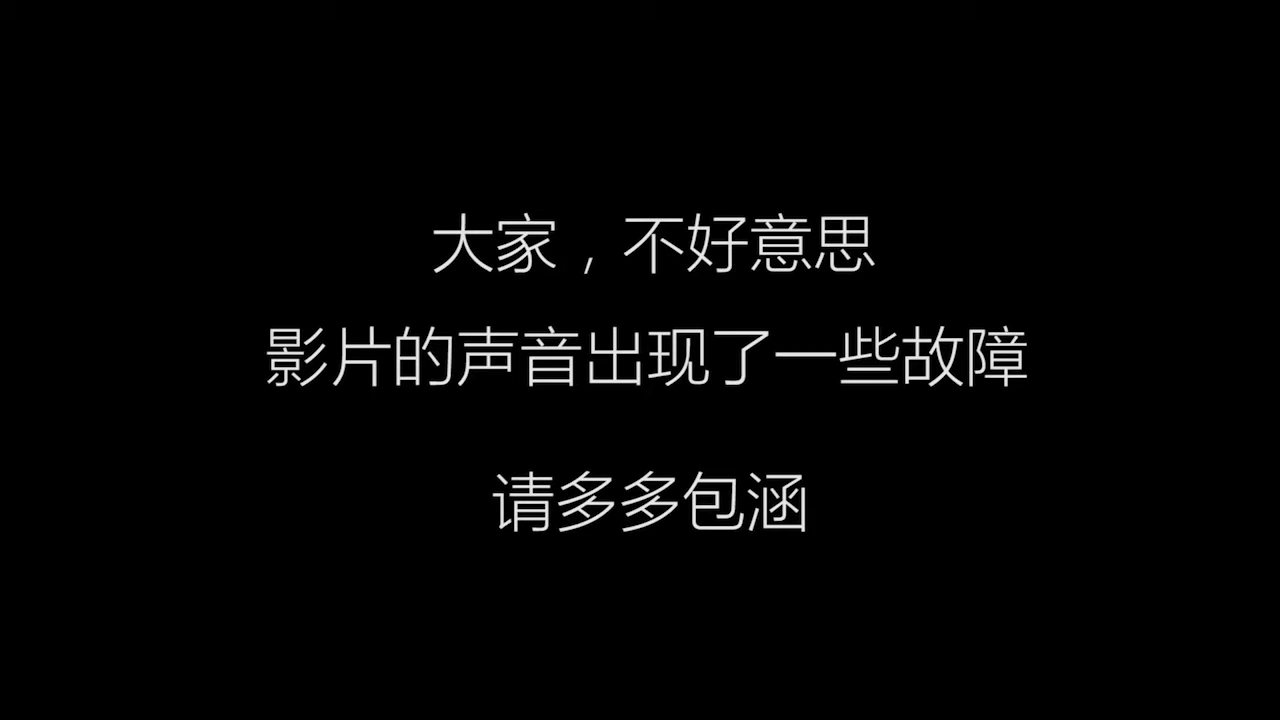 大家，不好意思
影片的声音出现了一些故障
请多多包涵